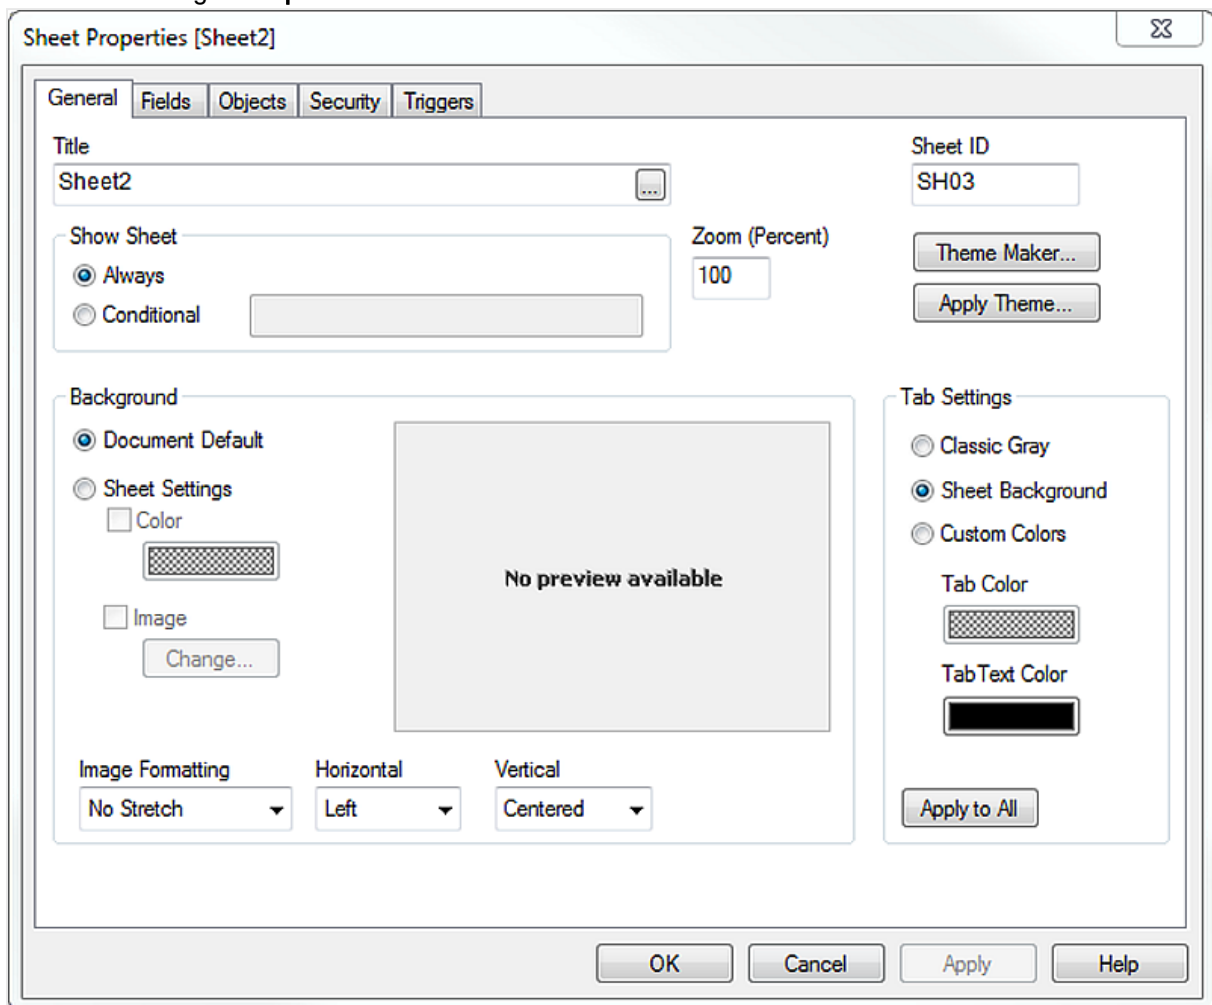 Sheet Properties [Sheet2]
General Fields Objects Security Triggers
Title
Sheet2
...
Sheet ID
SH03
Show Sheet
Always
Conditional
Zoom (Percent)
100
Theme Maker...
Apply Theme...
Background
Document Default
Sheet Settings
Color
Image
Change...
No preview available
Image Formatting Horizontal Vertical
No Stretch Left Centered
Tab Settings
Classic Gray
Sheet Background
Custom Colors
Tab Color
Tab Text Color
Apply to All
OK Cancel Apply Help